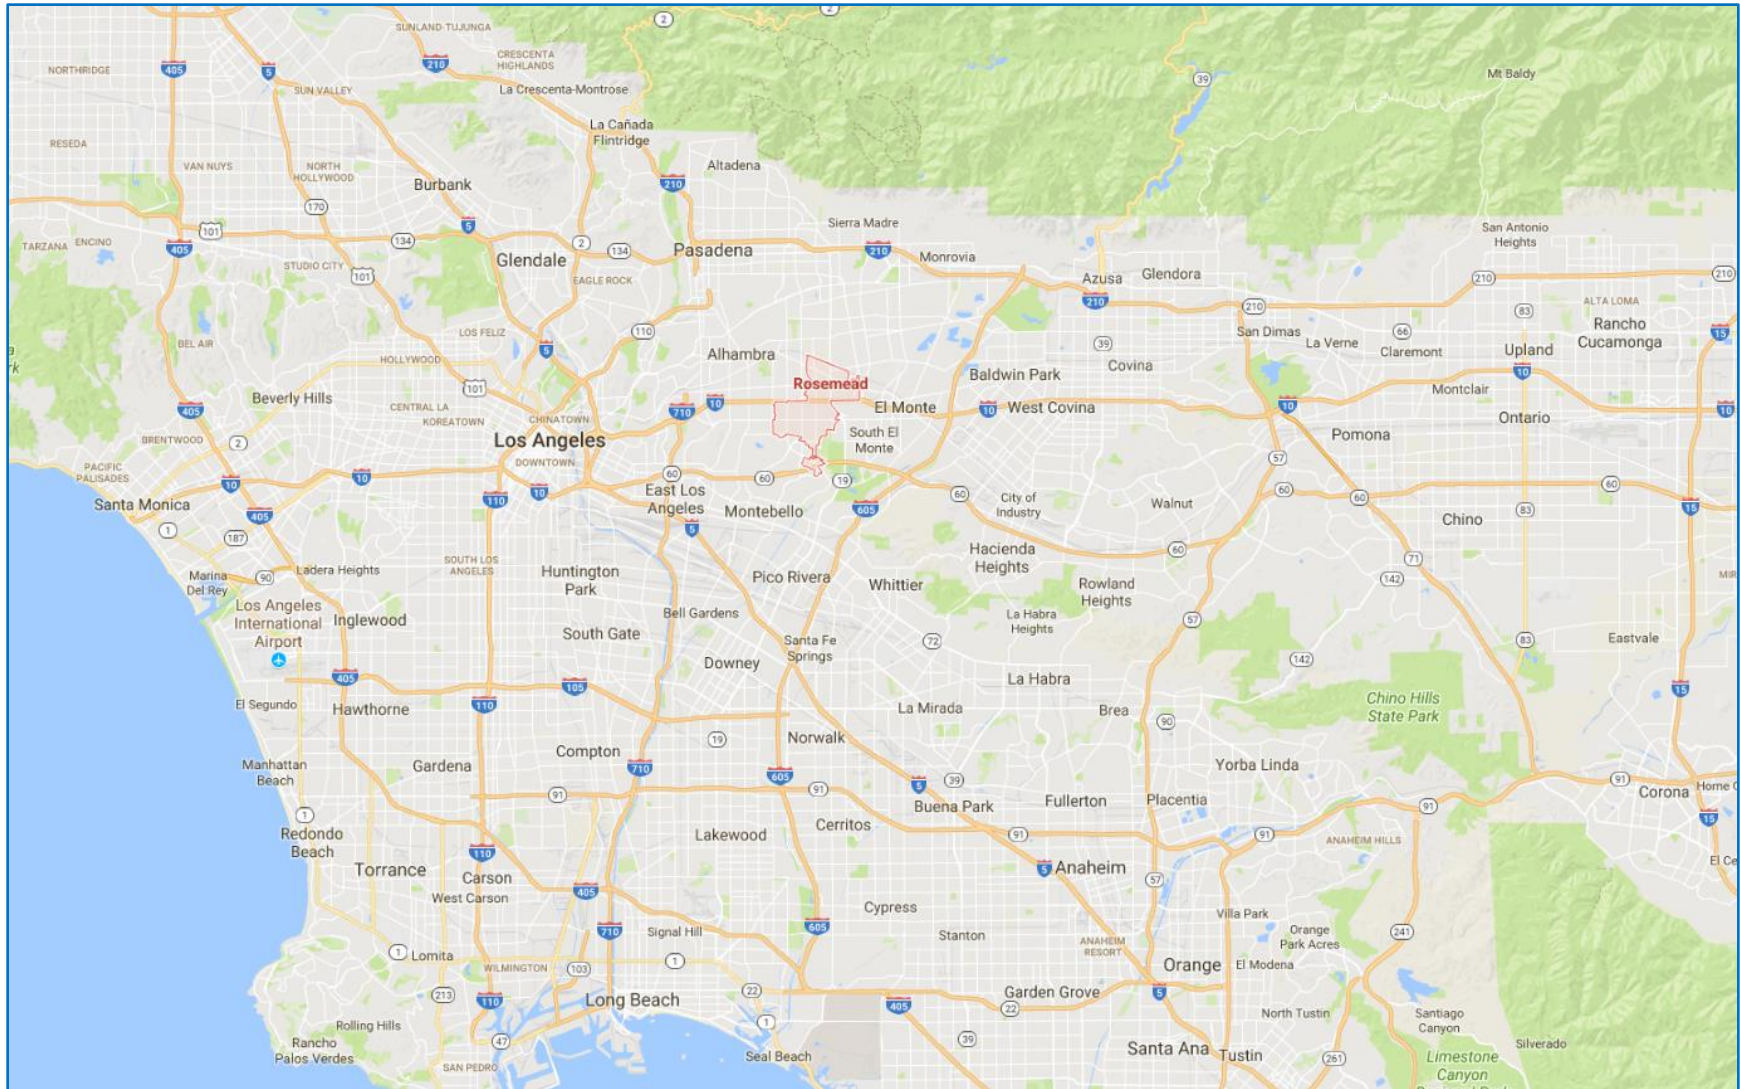 2
2
SUNLAND-TUJUNGA
CRESCENTA
HIGHLANDS
210
405
5
NORTHRIDGE
39
Mt Baldy
SUN VALLEY
La Crescenta-Montrose
La Cañada
Flintridge
RESEDA
VAN NUYS
NORTH
HOLLYWOOD
Altadena
Burbank
210
170
5
Sierra Madre
101
134
2
134
Pasadena
210
Monrovia
San Antonio
Heights
TARZANA
ENCINO
405
STUDIO CITY
101
Glendale
EAGLE ROCK
Azusa
Glendora
210
210
210
210
ALTA LOMA
83
Rancho
Cucamonga
15
LOS FELIZ
110
BEL AIR
5
HOLLYWOOD
Alhambra
39
San Dimas
66
La Verne
Claremont
Upland
10
Covina
Baldwin Park
Rosemead
101
Beverly Hills
405
CENTRAL LA
KOREATOWN
CHINATOWN
710
10
El Monte
10
West Covina
10
Montclair
Ontario
10
BRENTWOOD
2
Los Angeles
DOWNTOWN
South El
Monte
Pomona
57
PACIFIC
PALISADES
10
10
60
60
19
60
60
60
60
Santa Monica
405
110
10
East Los
Angeles
Montebello
605
City of
Industry
Walnut
83
15
1
187
5
Chino
Hacienda
Heights
60
71
SOUTH LOS
ANGELES
Marina
Del Rey
90
Ladera Heights
Huntington
Park
Pico Rivera
Whittier
Rowland
Heights
142
Los Angeles
International
Airport
Inglewood
Bell Gardens
La Habra
Heights
57
South Gate
Santa Fe
Springs
72
83
Eastvale
142
Downey
405
105
La Habra
15
110
El Segundo
Hawthorne
La Mirada
Brea
90
Chino Hills
State Park
19
Norwalk
Compton
Manhattan
Beach
Gardena
710
605
5
39
Yorba Linda
91
91
91
Corona
Home
Buena Park
Fullerton
Placentia
91
15
1
Redondo
Beach
Lakewood
Cerritos
91
91
ANAHEIM HILLS
110
Torrance
Carson
5
Anaheim
57
West Carson
405
Cypress
Villa Park
710
Signal Hill
605
Stanton
ANAHEIM
RESORT
Orange
Park Acres
241
1
Lomita
WILMINGTON
103
1
Orange
El Modena
213
110
Long Beach
22
405
Garden Grove
22
5
North Tustin
Santiago
Canyon
Rolling Hills
1
Rancho
Palos Verdes
47
39
Seal Beach
Santa Ana
Tustin
261
Silverado
SAN PEDRO
Limestone
Canyon